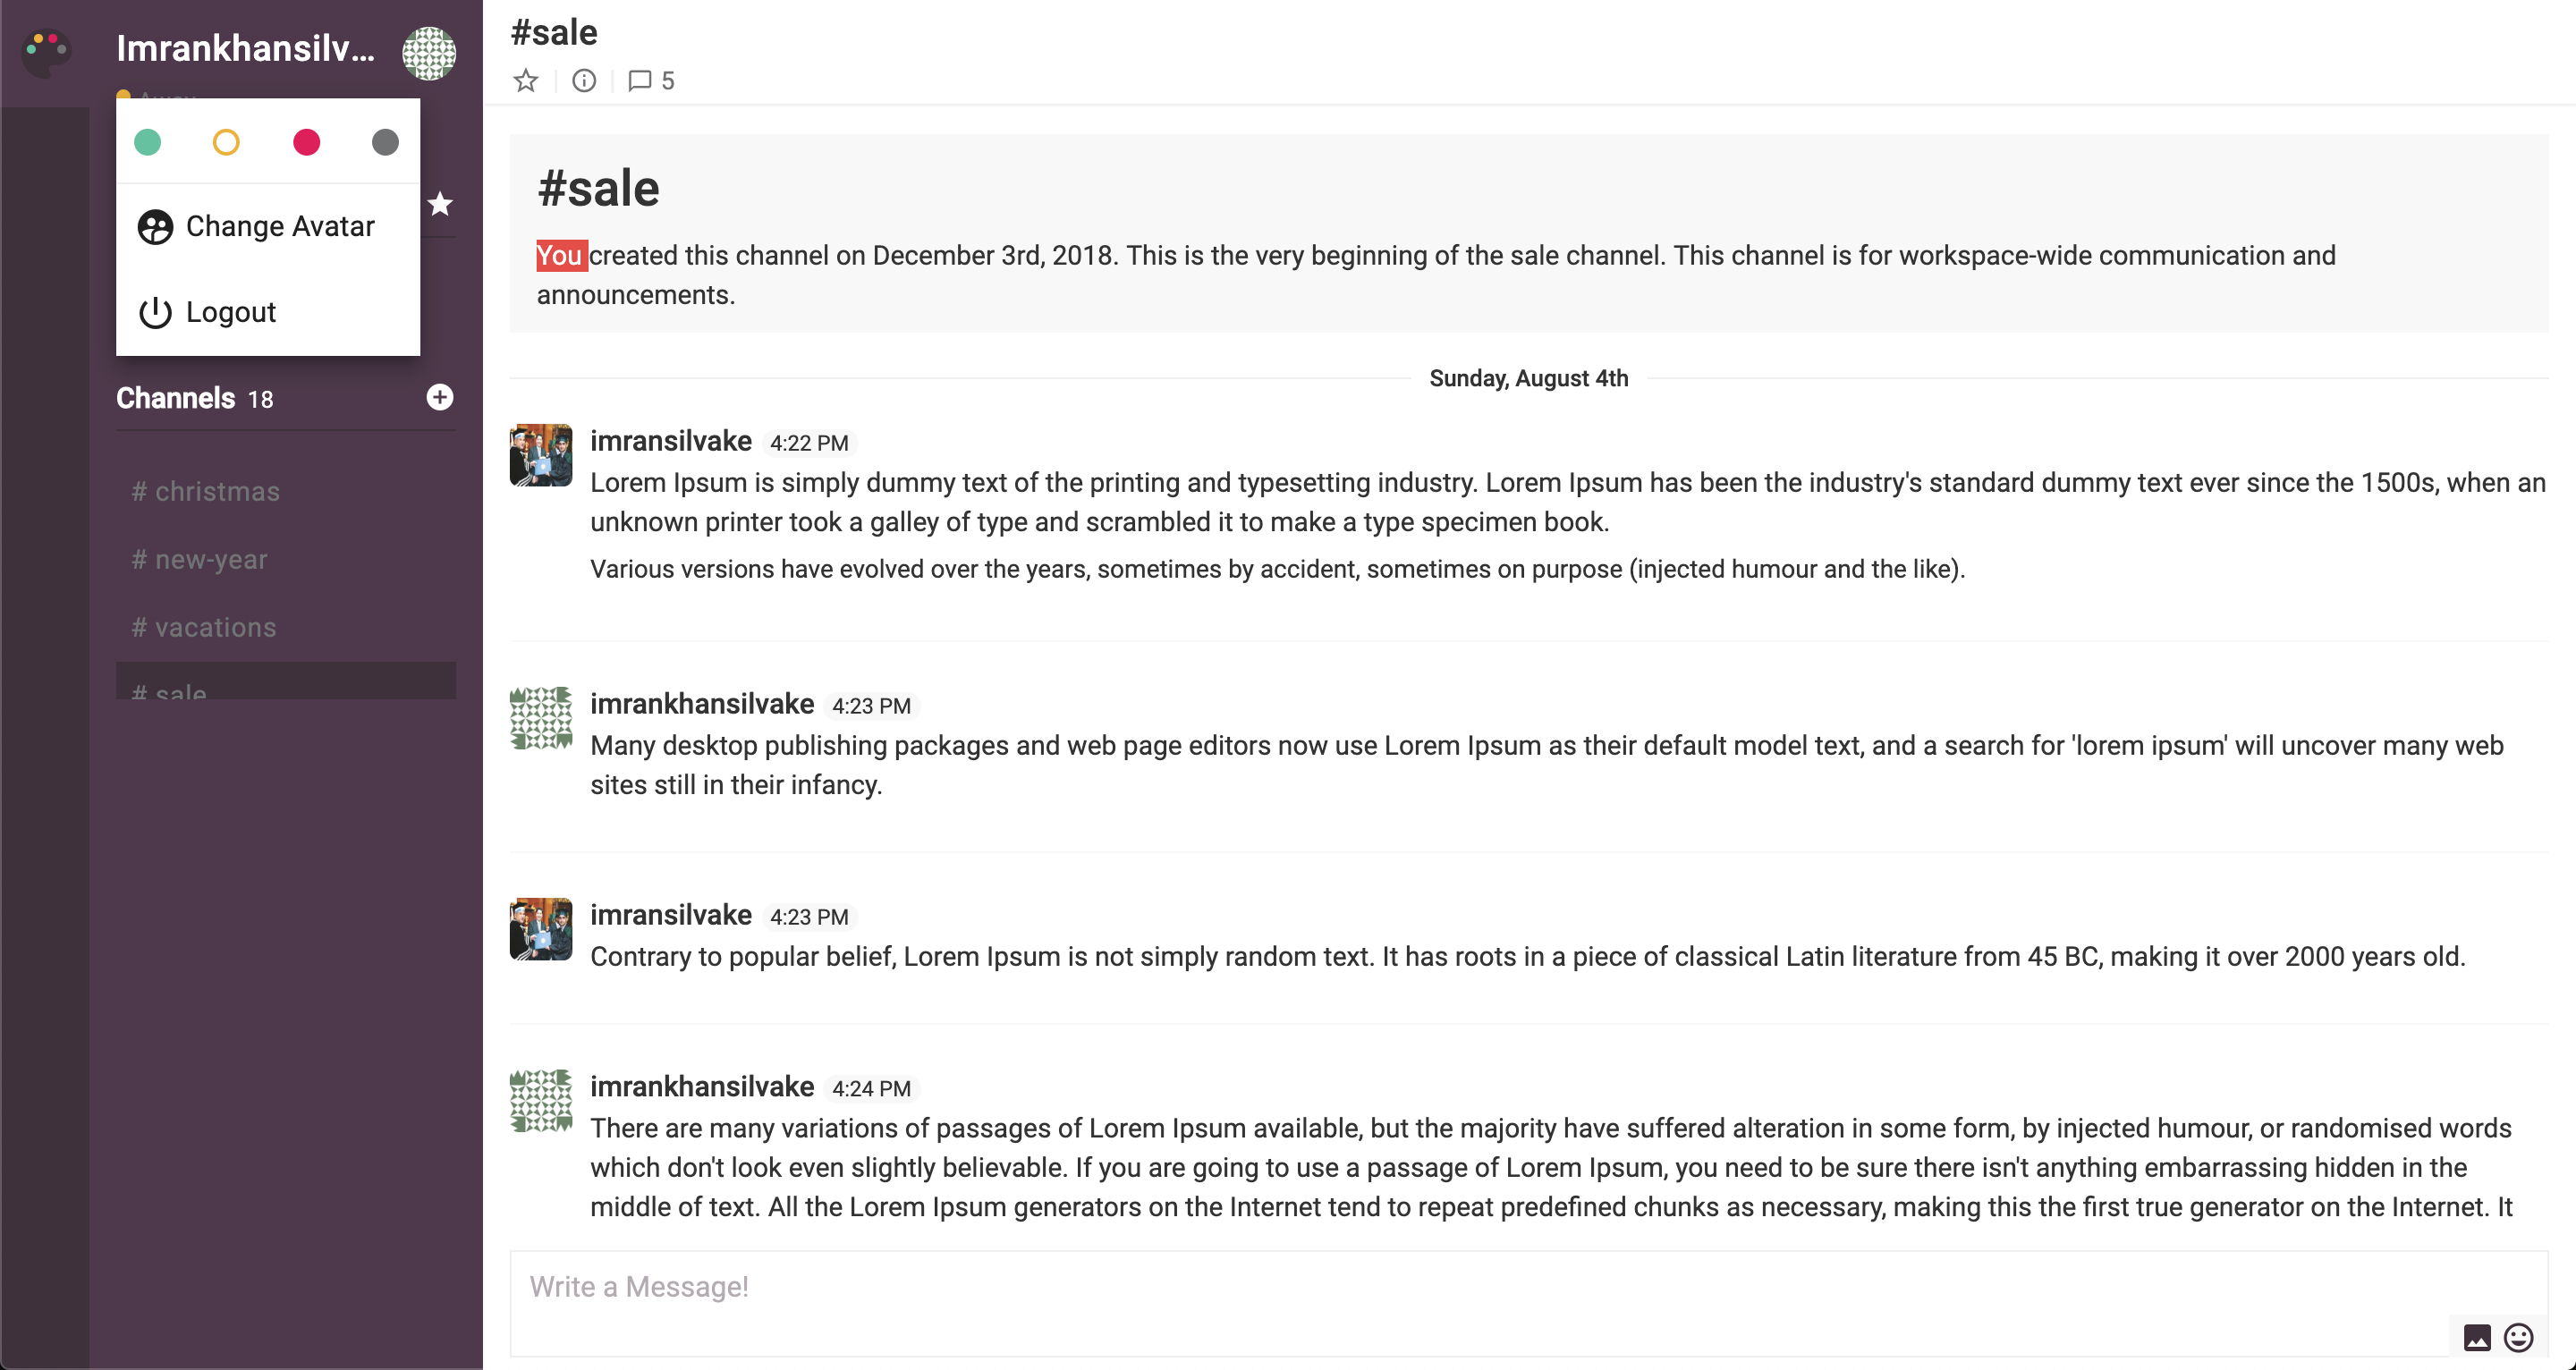 Imrankhansilv...
Away
Change Avatar
Logout
Channels 18
# christmas
# new-year
# vacations
# sale
#sale
5
#sale
You created this channel on December 3rd, 2018. This is the very beginning of the sale channel. This channel is for workspace-wide communication and
announcements.
Sunday, August 4th
imransilvake 4:22 PM
Lorem Ipsum is simply dummy text of the printing and typesetting industry. Lorem Ipsum has been the industry's standard dummy text ever since the 1500s, when an
unknown printer took a galley of type and scrambled it to make a type specimen book.
Various versions have evolved over the years, sometimes by accident, sometimes on purpose (injected humour and the like).
imrankhansilvake 4:23 PM
Many desktop publishing packages and web page editors now use Lorem Ipsum as their default model text, and a search for 'lorem ipsum' will uncover many web
sites still in their infancy.
imransilvake 4:23 PM
Contrary to popular belief, Lorem Ipsum is not simply random text. It has roots in a piece of classical Latin literature from 45 BC, making it over 2000 years old.
imrankhansilvake 4:24 PM
There are many variations of passages of Lorem Ipsum available, but the majority have suffered alteration in some form, by injected humour, or randomised words
which don't look even slightly believable. If you are going to use a passage of Lorem Ipsum, you need to be sure there isn't anything embarrassing hidden in the
middle of text. All the Lorem Ipsum generators on the Internet tend to repeat predefined chunks as necessary, making this the first true generator on the Internet. It
Write a Message!